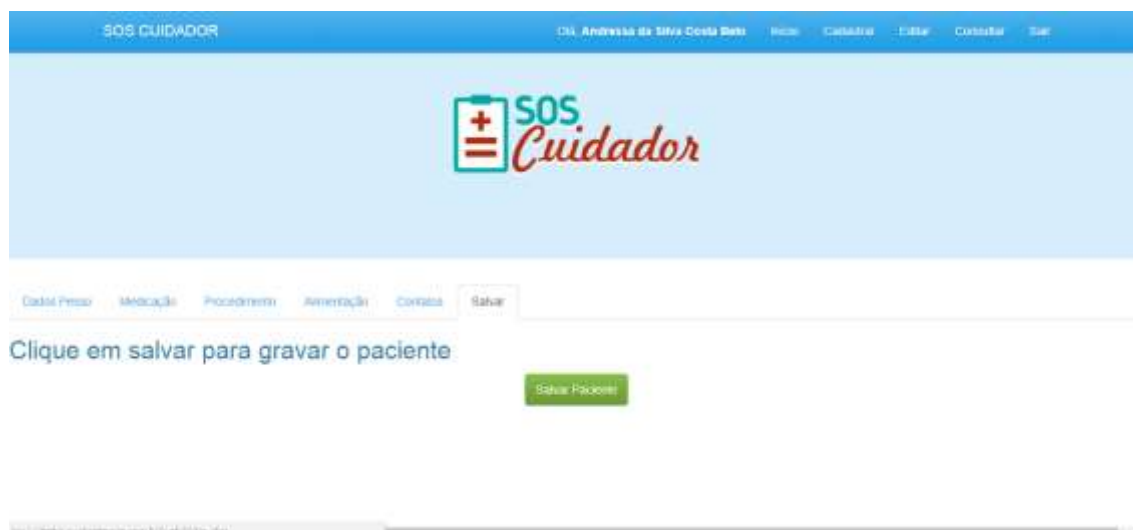 SOS CUIDADOR Olá, Andressa da Silva Costa Belo Início Cadastrar Editar Consultar Sair
SOS
Cuidador
Dados Pesso Medicação Procedimento Alimentação Contatos Salvar
Clique em salvar para gravar o paciente
Salvar Paciente